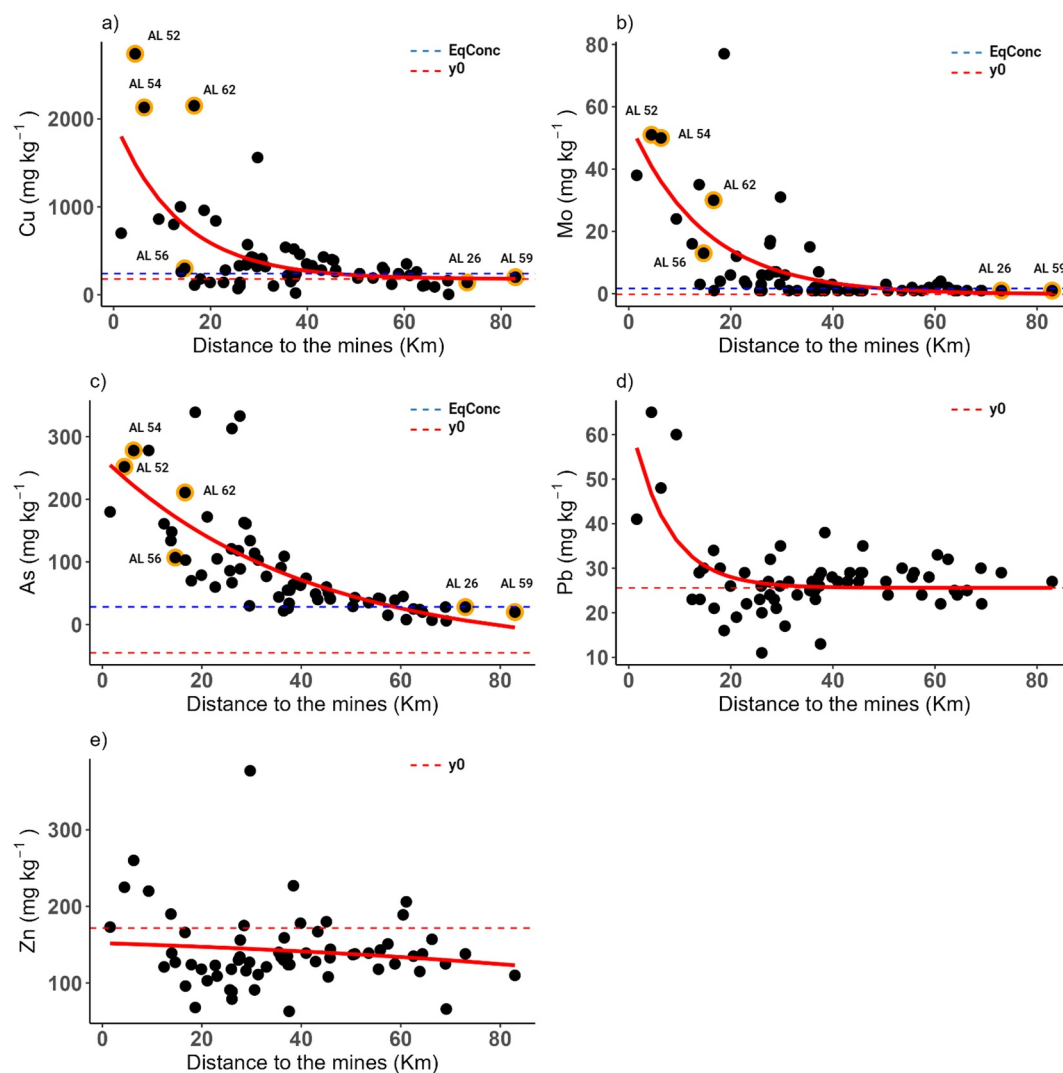 a)
AL 52
AL 54
AL 62
AL 56
AL 26
AL 59
EqConc
y0
2000
1000
0
Cu (mg kg⁻¹ )
0 20 40 60 80
Distance to the mines (Km)
b)
AL 52
AL 54
AL 62
AL 56
AL 26
AL 59
EqConc
y0
80
60
40
20
0
Mo (mg kg⁻¹ )
0 20 40 60 80
Distance to the mines (Km)
c)
AL 54
AL 52
AL 62
AL 56
AL 26
AL 59
EqConc
y0
300
200
100
0
As (mg kg⁻¹ )
0 20 40 60 80
Distance to the mines (Km)
d)
y0
60
50
40
30
20
10
Pb (mg kg⁻¹ )
0 20 40 60 80
Distance to the mines (Km)
e)
y0
300
200
100
Zn (mg kg⁻¹ )
0 20 40 60 80
Distance to the mines (Km)